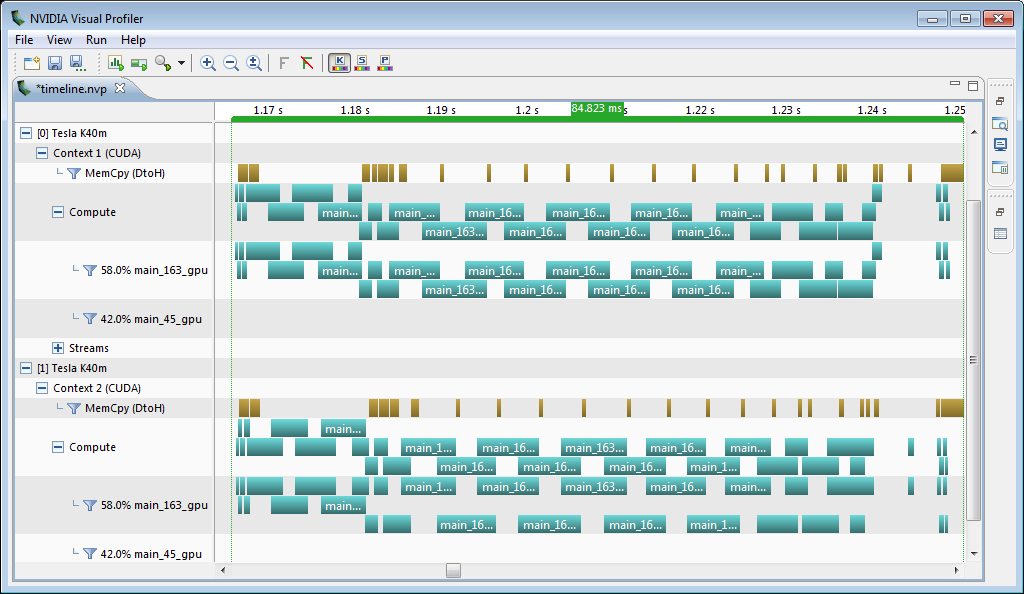 NVIDIA Visual Profiler
File View Run Help
K S P
*timeline.nvp
1.17 s 1.18 s 1.19 s 1.2 s 84.823 ms s 1.22 s 1.23 s 1.24 s 1.25
[0] Tesla K40m
Context 1 (CUDA)
MemCpy (DtoH)
Compute
main... main_... main_16... main_16... main_16... main_...
main_163... main_16... main_16... main_16...
58.0% main_163_gpu
main... main_... main_16... main_16... main_16... main_...
main_163... main_16... main_16... main_16...
42.0% main_45_gpu
Streams
[1] Tesla K40m
Context 2 (CUDA)
MemCpy (DtoH)
main...
Compute
main_1... main_16... main_163... main_16... main...
main_16... main_16... main_16... main_1...
main_1... main_16... main_163... main_16... main...
58.0% main_163_gpu
main...
main_16... main_16... main_16... main_1...
42.0% main_45_gpu